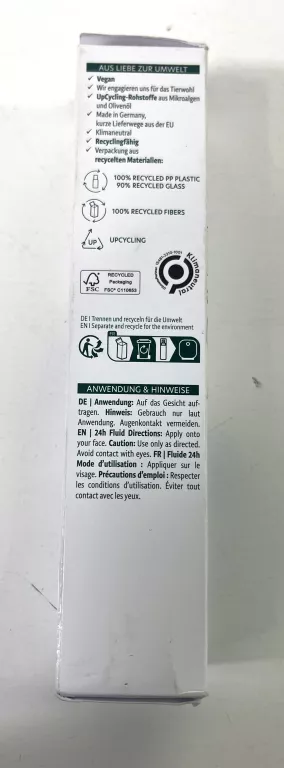 AUS LIEBE ZUR UMWELT
✓ Vegan
✓ Wir engagieren uns für das Tierwohl
✓ UpCycling-Rohstoffe aus Mikroalgen
und Olivenöl
✓ Made in Germany,
kurze Lieferwege aus der EU
✓ Klimaneutral
✓ Recyclingfähig
✓ Verpackung aus
recycelten Materialien:
100% RECYCLED PP PLASTIC
90% RECYCLED GLASS
100% RECYCLED FIBERS
UP UPCYCLING
Klimaneutral
FSC
RECYCLED
Packaging
FSC® C110653
DE I Trennen und recyceln für die Umwelt
EN I Separate and recycle for the environment
ANWENDUNG & HINWEISE
DE | Anwendung: Auf das Gesicht auf-
tragen. Hinweis: Gebrauch nur laut
Anwendung. Augenkontakt vermeiden.
EN | 24h Fluid Directions: Apply onto
your face. Caution: Use only as directed.
Avoid contact with eyes. FR | Fluide 24h
Mode d'utilisation : Appliquer sur le
visage. Précautions d'emploi : Respecter
les conditions d'utilisation. Éviter tout
contact avec les yeux.